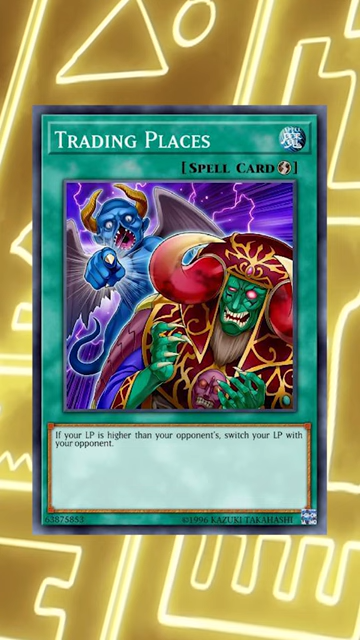 TRADING PLACES
[SPELL CARD]
If your LP is higher than your opponent's, switch your LP with
your opponent.
63875853
©1996 KAZUKI TAKAHASHI